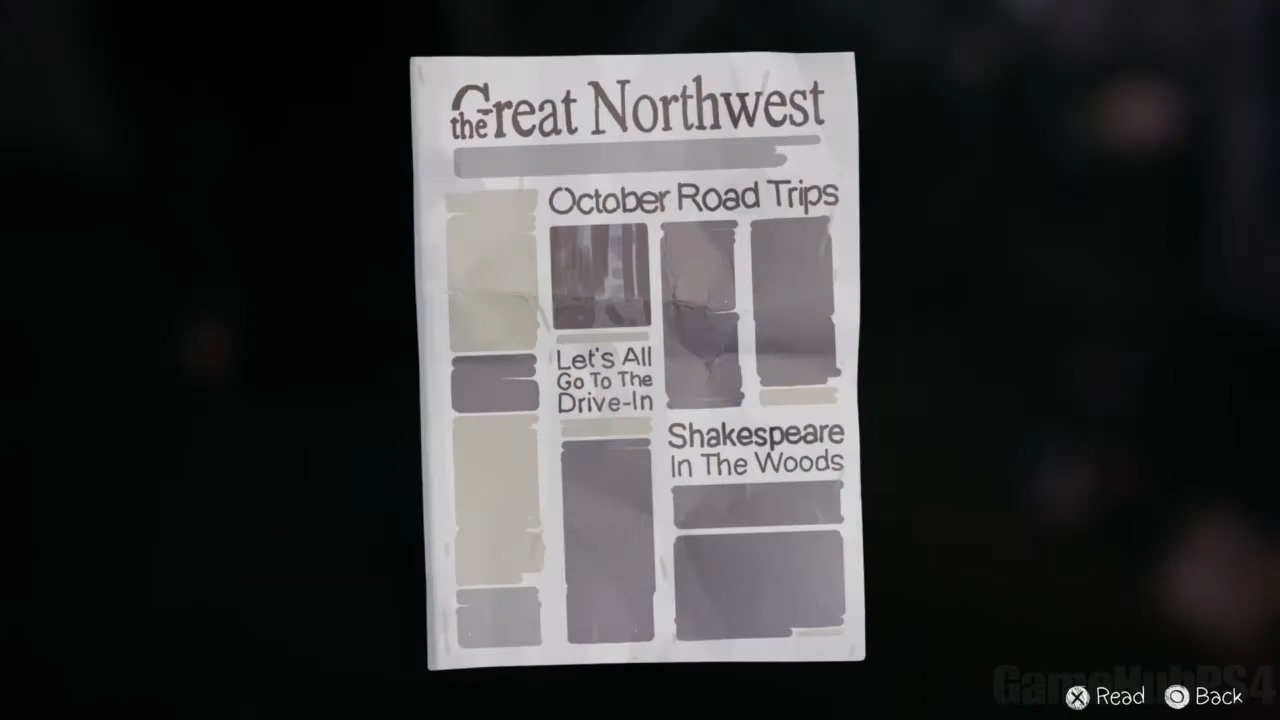 the Great Northwest
October Road Trips
Let's All
Go To The
Drive-In
Shakespeare
In The Woods
GameHubPS4
Read
Back